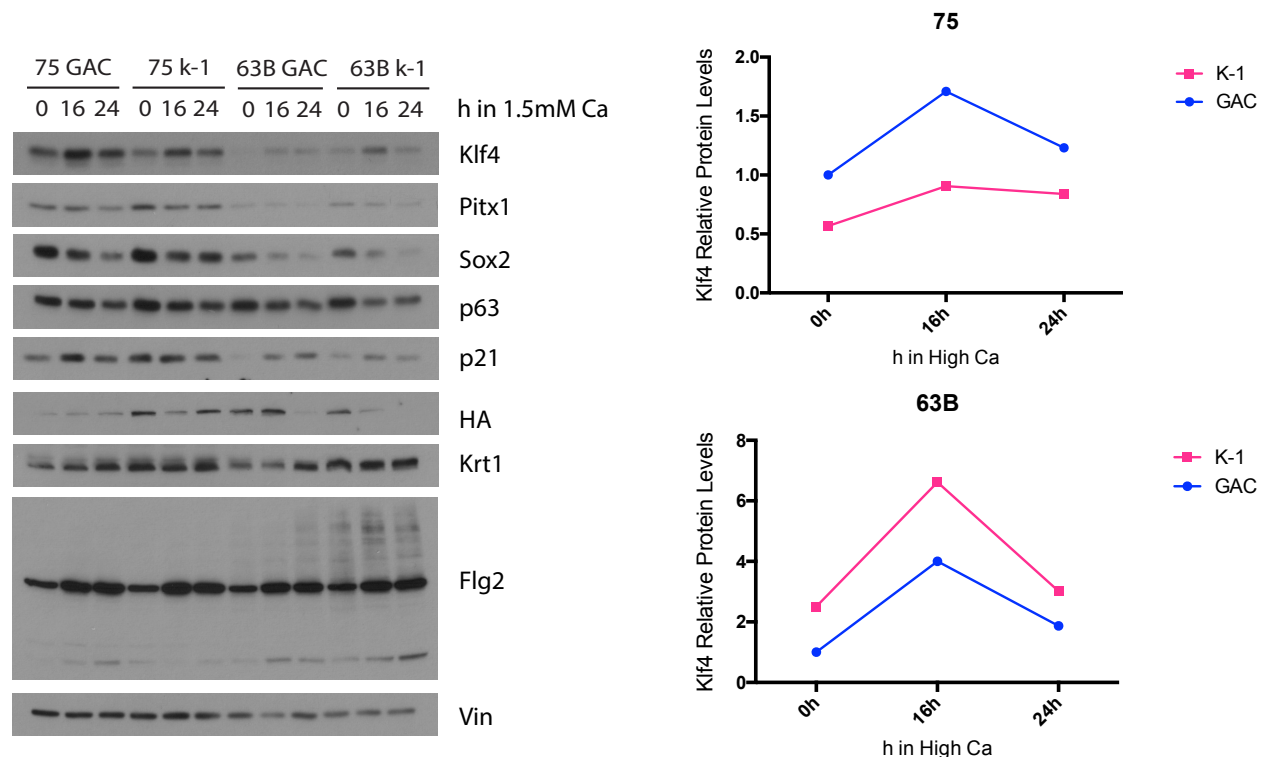 75 GAC 75 k-1 63B GAC 63B k-1
0 16 24 0 16 24 0 16 24 0 16 24 h in 1.5mM Ca
Klf4
Pitx1
Sox2
p63
p21
HA
Krt1
Flg2
Vin
75
Klf4 Relative Protein Levels
2.0
1.5
1.0
0.5
0.0
0h 16h 24h
h in High Ca
K-1
GAC
63B
Klf4 Relative Protein Levels
8
6
4
2
0
0h 16h 24h
h in High Ca
K-1
GAC